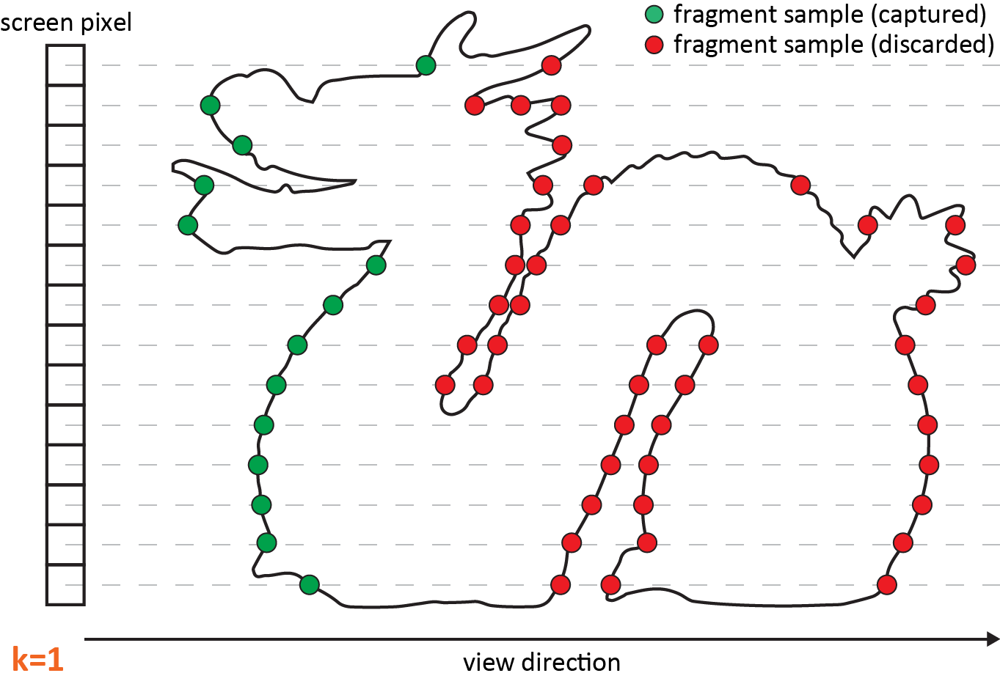 screen pixel
fragment sample (captured)
fragment sample (discarded)
k=1
view direction